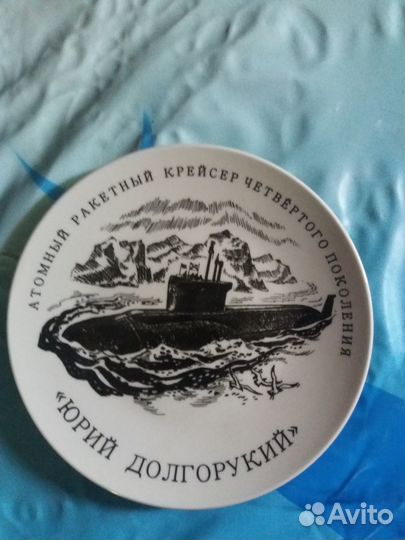 АТОМНЫЙ РАКЕТНЫЙ КРЕЙСЕР ЧЕТВЁРТОГО ПОКОЛЕНИЯ
«ЮРИЙ ДОЛГОРУКИЙ»
Avito